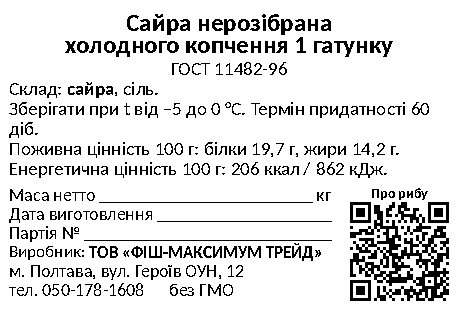 Сайра нерозібрана
холодного копчення 1 гатунку
ГОСТ 11482-96
Склад: сайра, сіль.
Зберігати при t від –5 до 0 °С. Термін придатності 60
діб.
Поживна цінність 100 г: білки 19,7 г, жири 14,2 г.
Енергетична цінність 100 г: 206 ккал / 862 кДж.
Маса нетто ______________________ кг
Дата виготовлення __________________
Партія № __________________________
Виробник: ТОВ «ФІШ-МАКСИМУМ ТРЕЙД»
м. Полтава, вул. Героїв ОУН, 12
тел. 050-178-1608 без ГМО
Про рибу